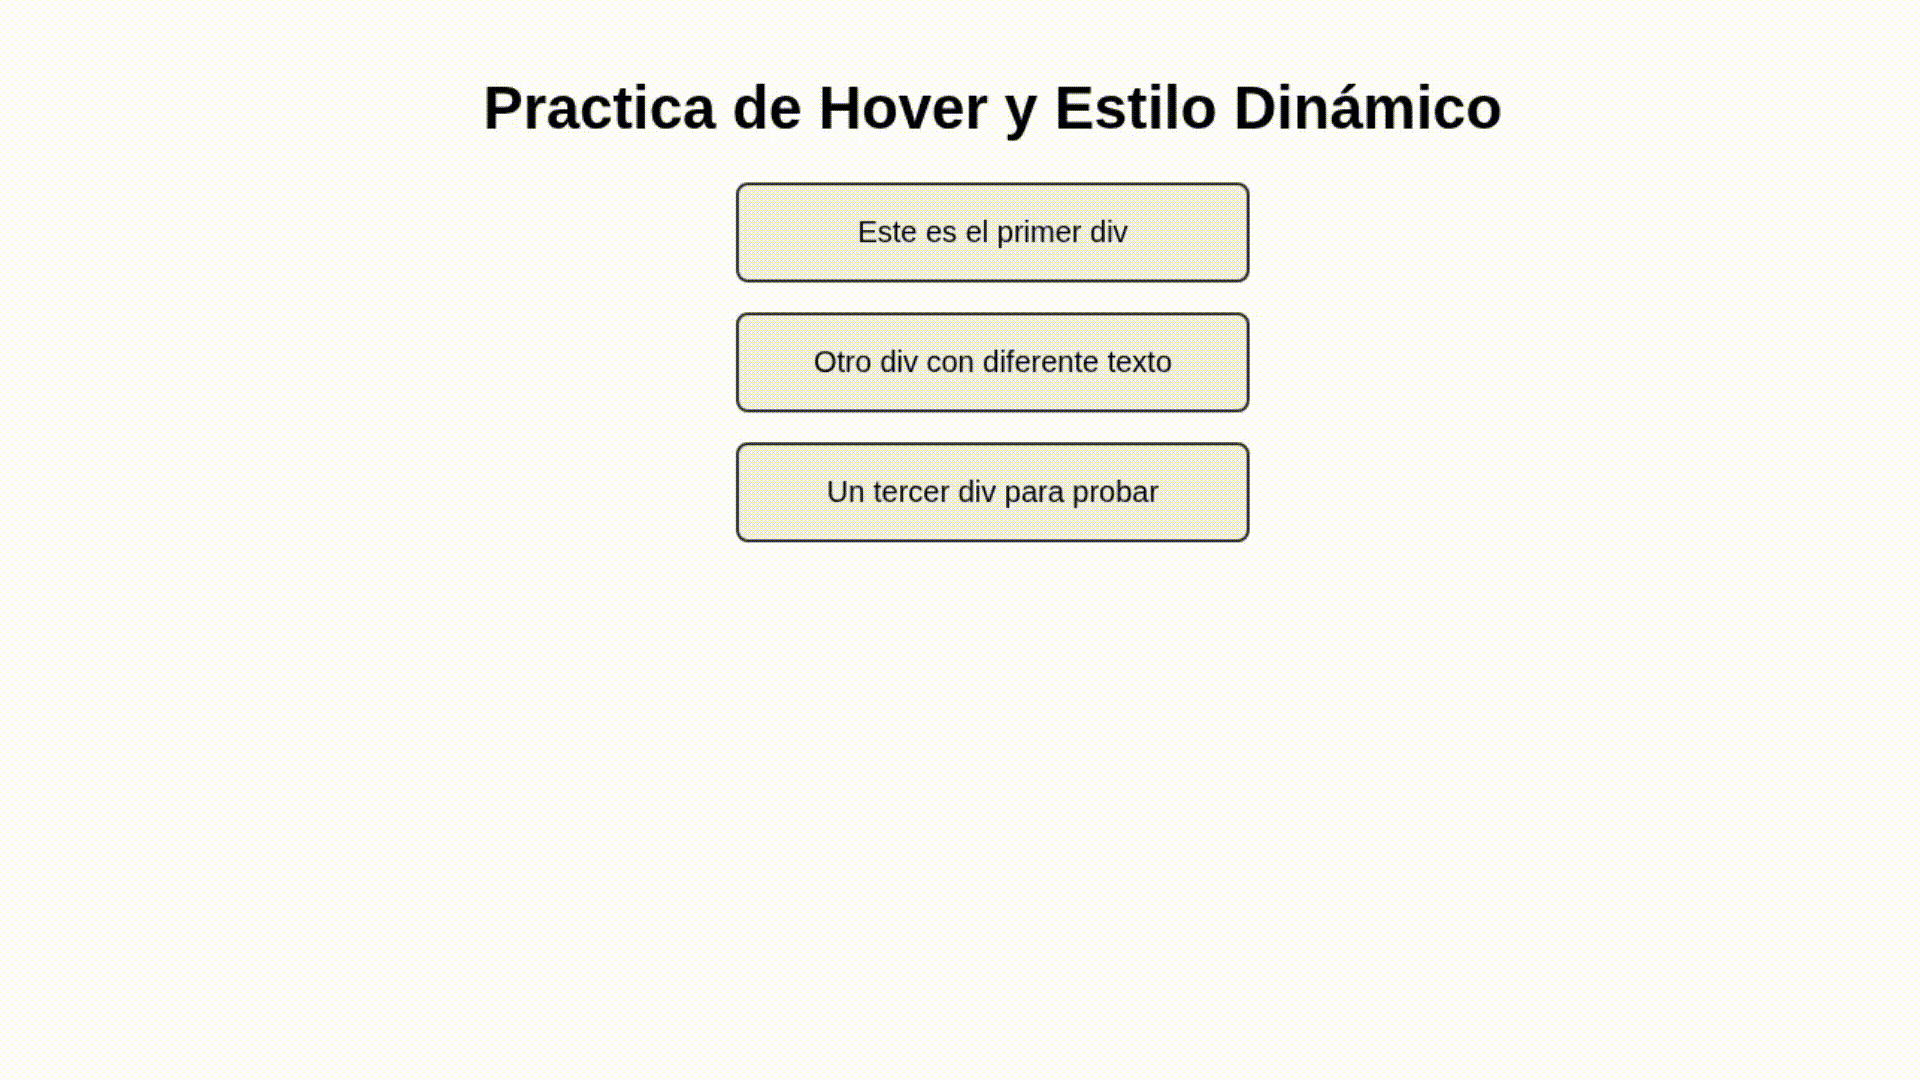 Practica de Hover y Estilo Dinámico
Este es el primer div
Otro div con diferente texto
Un tercer div para probar